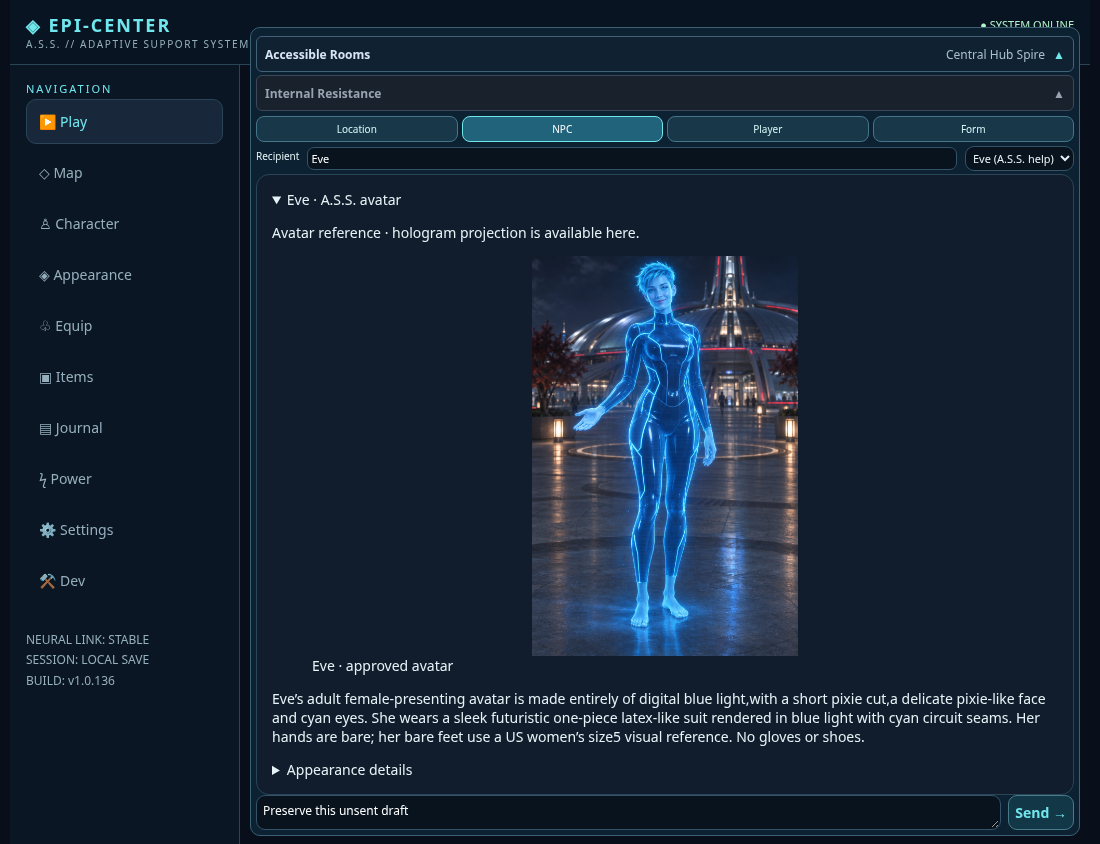 ◈ EPI-CENTER
A.S.S. // ADAPTIVE SUPPORT SYSTEM
● SYSTEM ONLINE
NAVIGATION
▶️ Play
◇ Map
♙ Character
◈ Appearance
♧ Equip
▣ Items
▤ Journal
ϟ Power
⚙️ Settings
⚒️ Dev
NEURAL LINK: STABLE
SESSION: LOCAL SAVE
BUILD: v1.0.136
Accessible Rooms Central Hub Spire ▲
Internal Resistance ▲
Location NPC Player Form
Recipient Eve Eve (A.S.S. help)
▼ Eve · A.S.S. avatar
Avatar reference · hologram projection is available here.
Eve · approved avatar
Eve’s adult female-presenting avatar is made entirely of digital blue light,with a short pixie cut,a delicate pixie-like face
and cyan eyes. She wears a sleek futuristic one-piece latex-like suit rendered in blue light with cyan circuit seams. Her
hands are bare; her bare feet use a US women’s size5 visual reference. No gloves or shoes.
▶ Appearance details
Preserve this unsent draft
Send →